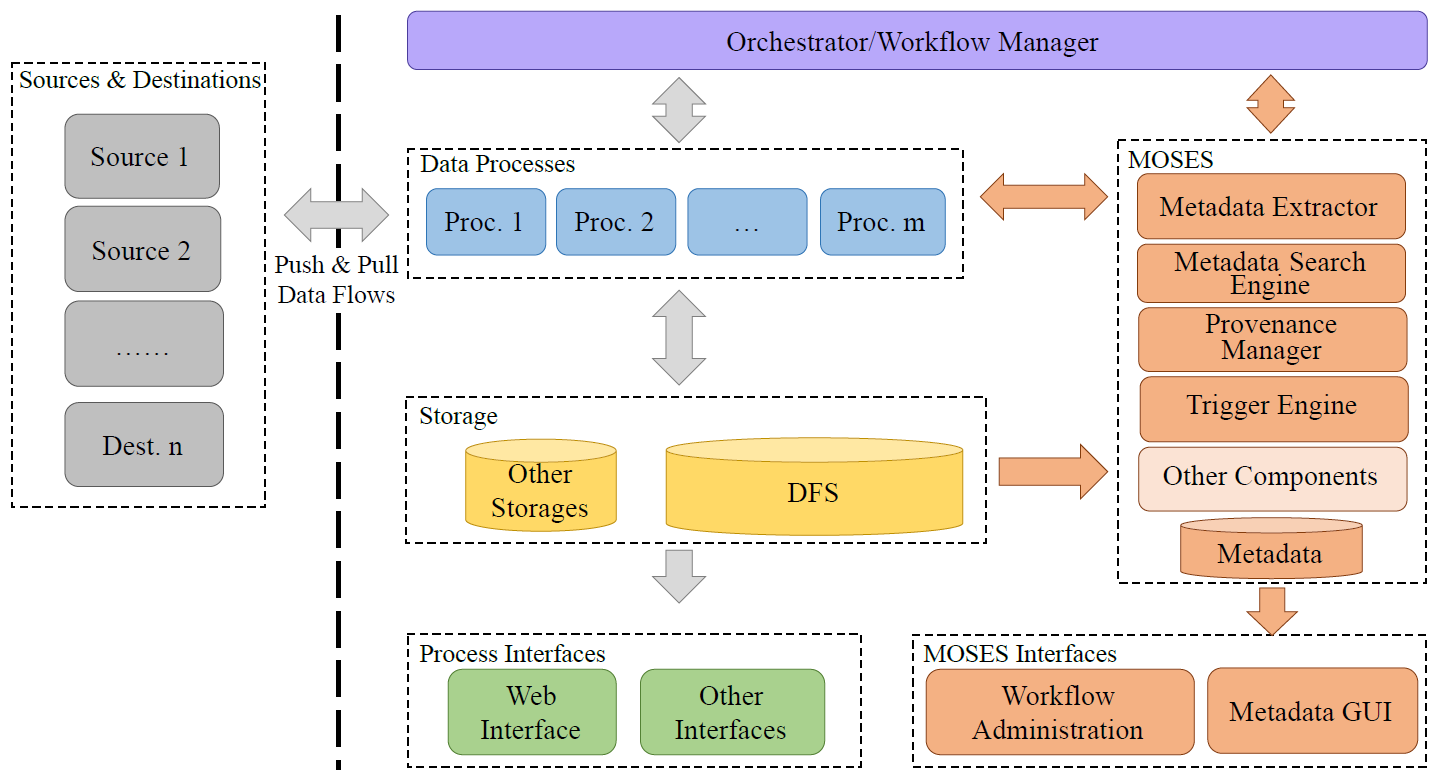 Orchestrator/Workflow Manager
Sources & Destinations
Source 1
Source 2
……
Dest. n
Push & Pull
Data Flows
Data Processes
Proc. 1
Proc. 2
…
Proc. m
Storage
Other
Storages
DFS
Process Interfaces
Web
Interface
Other
Interfaces
MOSES
Metadata Extractor
Metadata Search
Engine
Provenance
Manager
Trigger Engine
Other Components
Metadata
MOSES Interfaces
Workflow
Administration
Metadata GUI